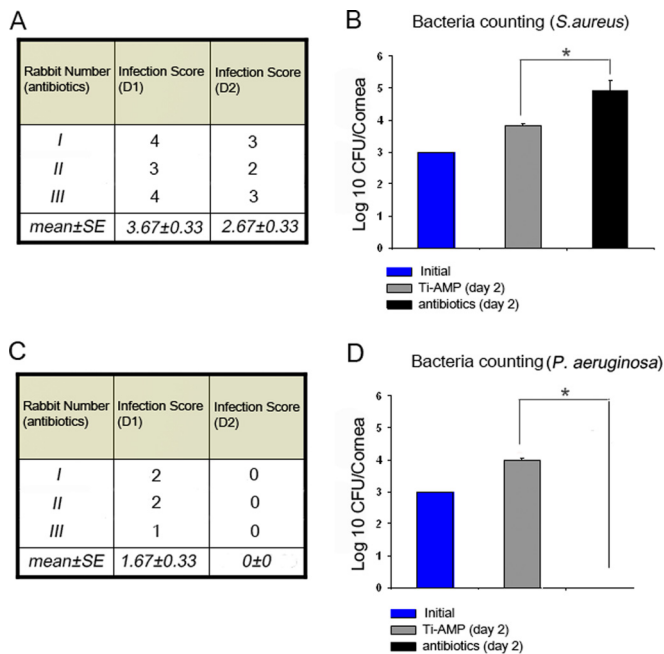 A
Rabbit Number Infection Score Infection Score
(antibiotics) (D1) (D2)
I 4 3
II 3 2
III 4 3
mean±SE 3.67±0.33 2.67±0.33
B
Bacteria counting (S.aureus)
Log 10 CFU/Cornea
6
5
4
3
2
1
0
*
Initial
Ti-AMP (day 2)
antibiotics (day 2)
C
Rabbit Number Infection Score Infection Score
(antibiotics) (D1) (D2)
I 2 0
II 2 0
III 1 0
mean±SE 1.67±0.33 0±0
D
Bacteria counting (P. aeruginosa)
Log 10 CFU/Cornea
6
5
4
3
2
1
0
*
Initial
Ti-AMP (day 2)
antibiotics (day 2)